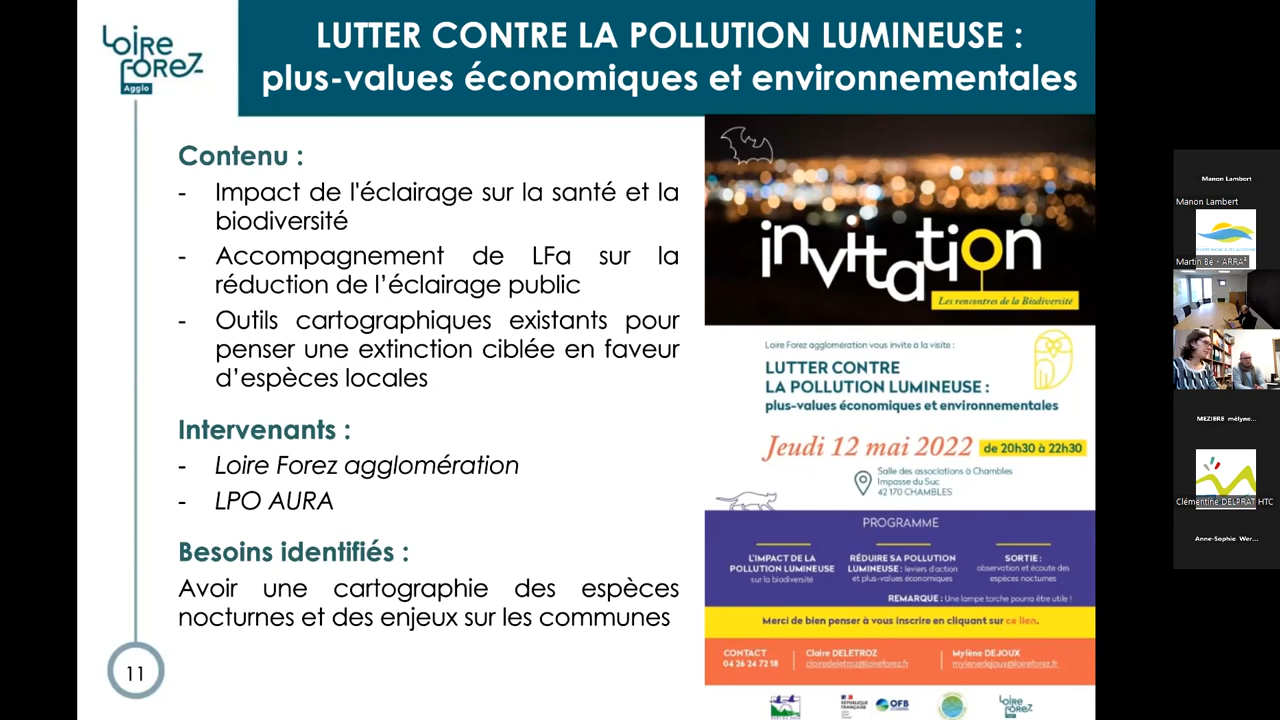 LOIRE
FOREZ
Agglo
LUTTER CONTRE LA POLLUTION LUMINEUSE :
plus-values économiques et environnementales
Contenu :
- Impact de l'éclairage sur la santé et la
biodiversité
- Accompagnement de LFa sur la
réduction de l’éclairage public
- Outils cartographiques existants pour
penser une extinction ciblée en faveur
d’espèces locales
Intervenants :
- Loire Forez agglomération
- LPO AURA
Besoins identifiés :
Avoir une cartographie des espèces
nocturnes et des enjeux sur les communes
11
invitation
Les rencontres de la Biodiversité
Loire Forez agglomération vous invite à la visite :
LUTTER CONTRE
LA POLLUTION LUMINEUSE :
plus-values économiques et environnementales
Jeudi 12 mai 2022 de 20h30 à 22h30
Salle des associations à Chambles
Impasse du Suc
42 170 CHAMBLES
PROGRAMME
L'IMPACT DE LA
POLLUTION LUMINEUSE
sur la biodiversité
RÉDUIRE SA POLLUTION
LUMINEUSE : leviers d'action
et plus-values économiques
SORTIE :
observation et écoute des
espèces nocturnes
REMARQUE : Une lampe torche pourra être utile !
Merci de bien penser à vous inscrire en cliquant sur ce lien.
CONTACT
04 26 24 72 18
Claire DELETROZ
clairedeletroz@loireforez.fr
Mylène DEJOUX
mylenedejoux@loireforez.fr
RÉPUBLIQUE
FRANÇAISE
OFB
LOIRE
FOREZ
Manon Lambert
Manon Lambert
Martin Bé - ARRA²
MEZIERE mélyne...
Clémentine DELPRAT HTC
Anne-Sophie Wer...